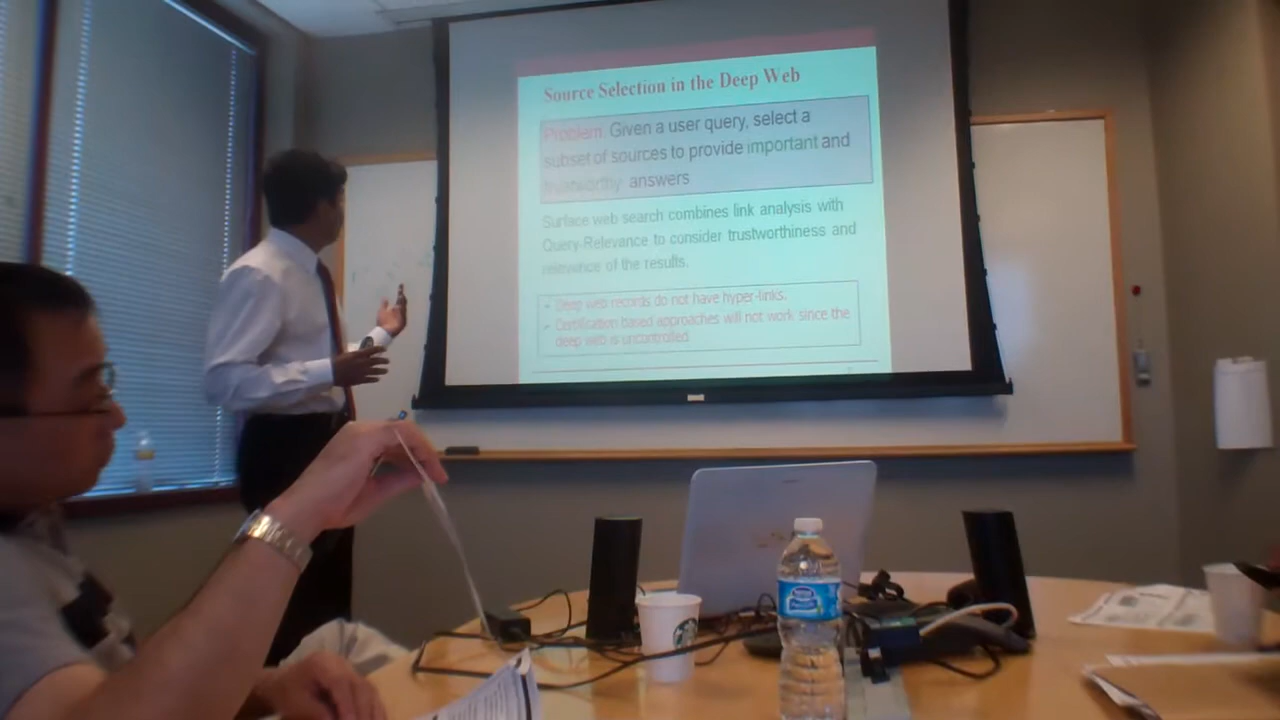 Source Selection in the Deep Web
Problem: Given a user query, select a
subset of sources to provide important and
trustworthy answers
Surface web search combines link analysis with
Query-Relevance to consider trustworthiness and
relevance of the results.
Deep web records do not have hyper-links.
Certification based approaches will not work since the
deep web is uncontrolled